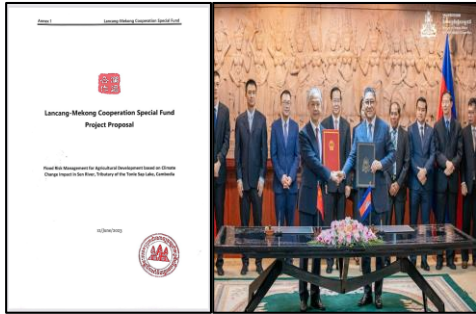 Annex I Lancang-Mekong Cooperation Special Fund
Lancang-Mekong Cooperation Special Fund
Project Proposal
Flood Risk Management for Agricultural Development based on Climate
Change Impact in Sen River, Tributary of the Tonle Sap Lake, Cambodia